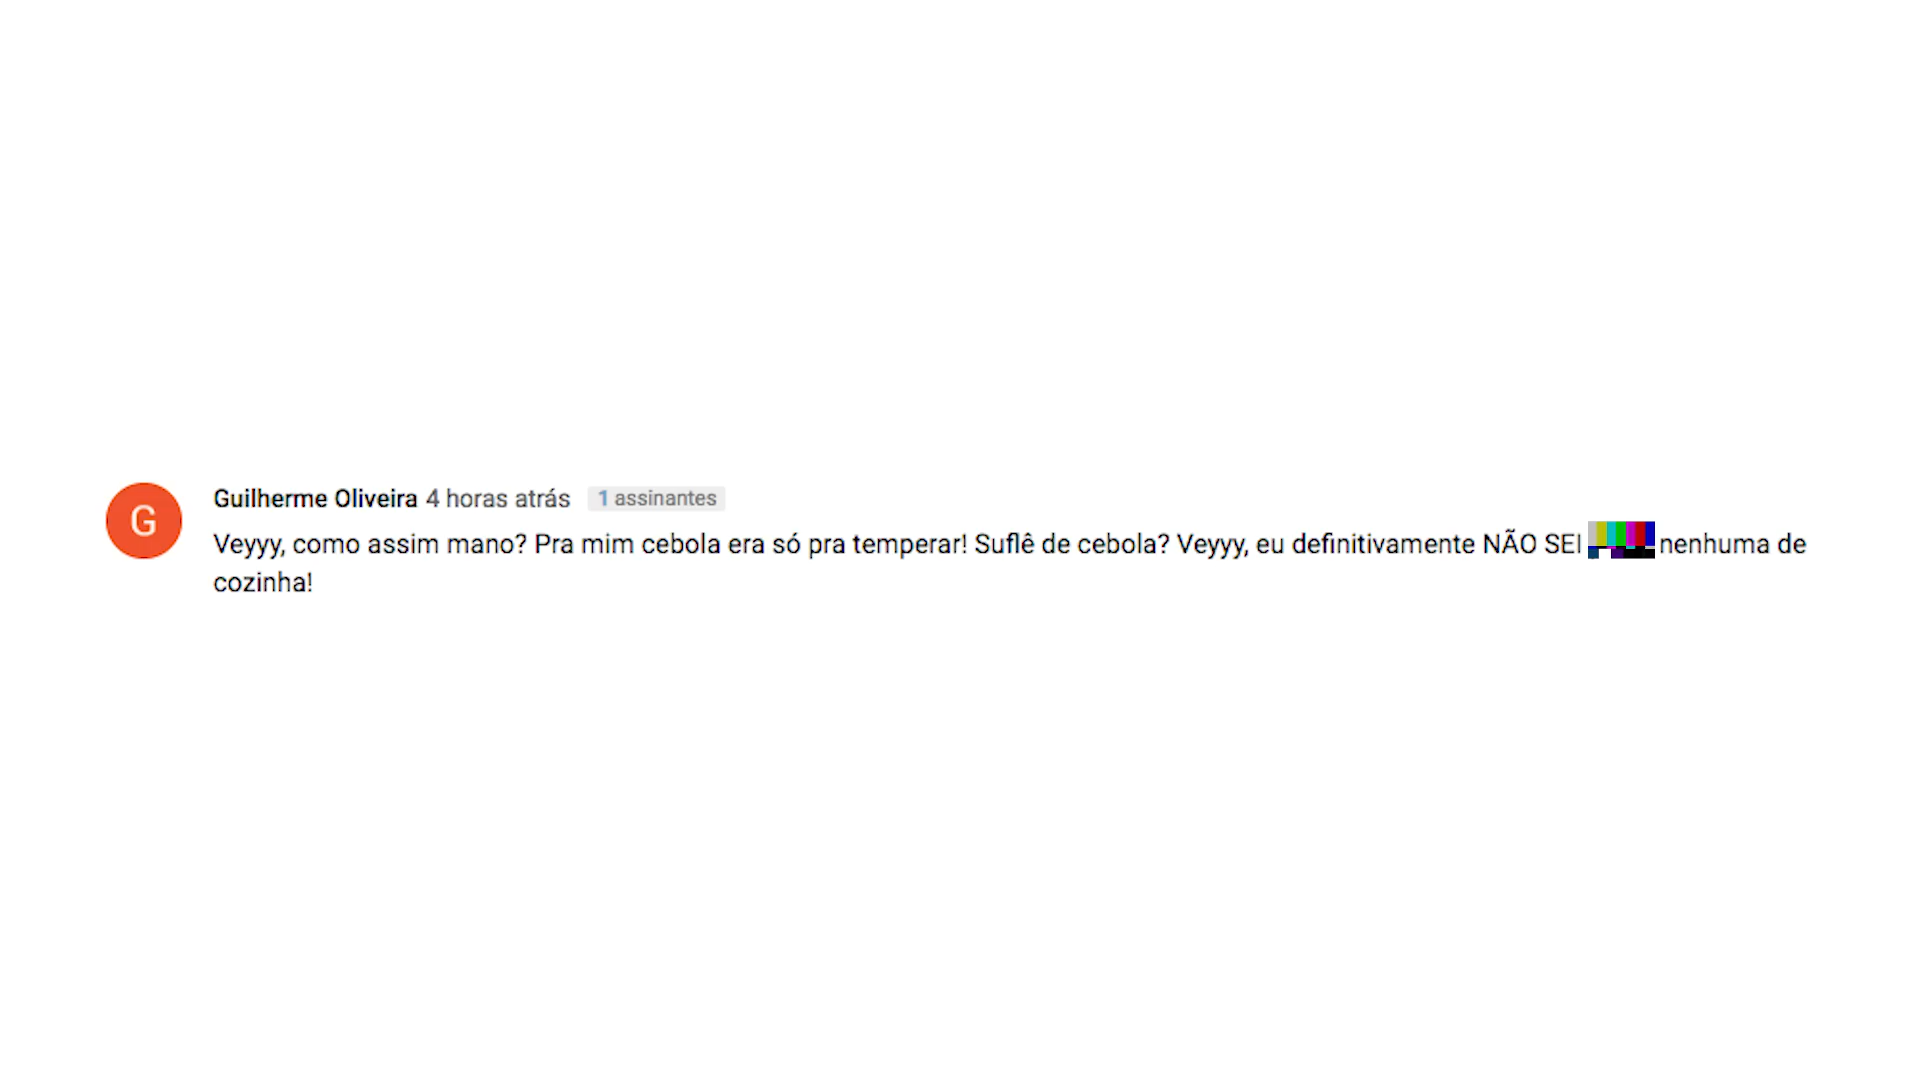 G
Guilherme Oliveira 4 horas atrás 1 assinantes
Veyyy, como assim mano? Pra mim cebola era só pra temperar! Suflê de cebola? Veyyy, eu definitivamente NÃO SEI nenhuma de
cozinha!